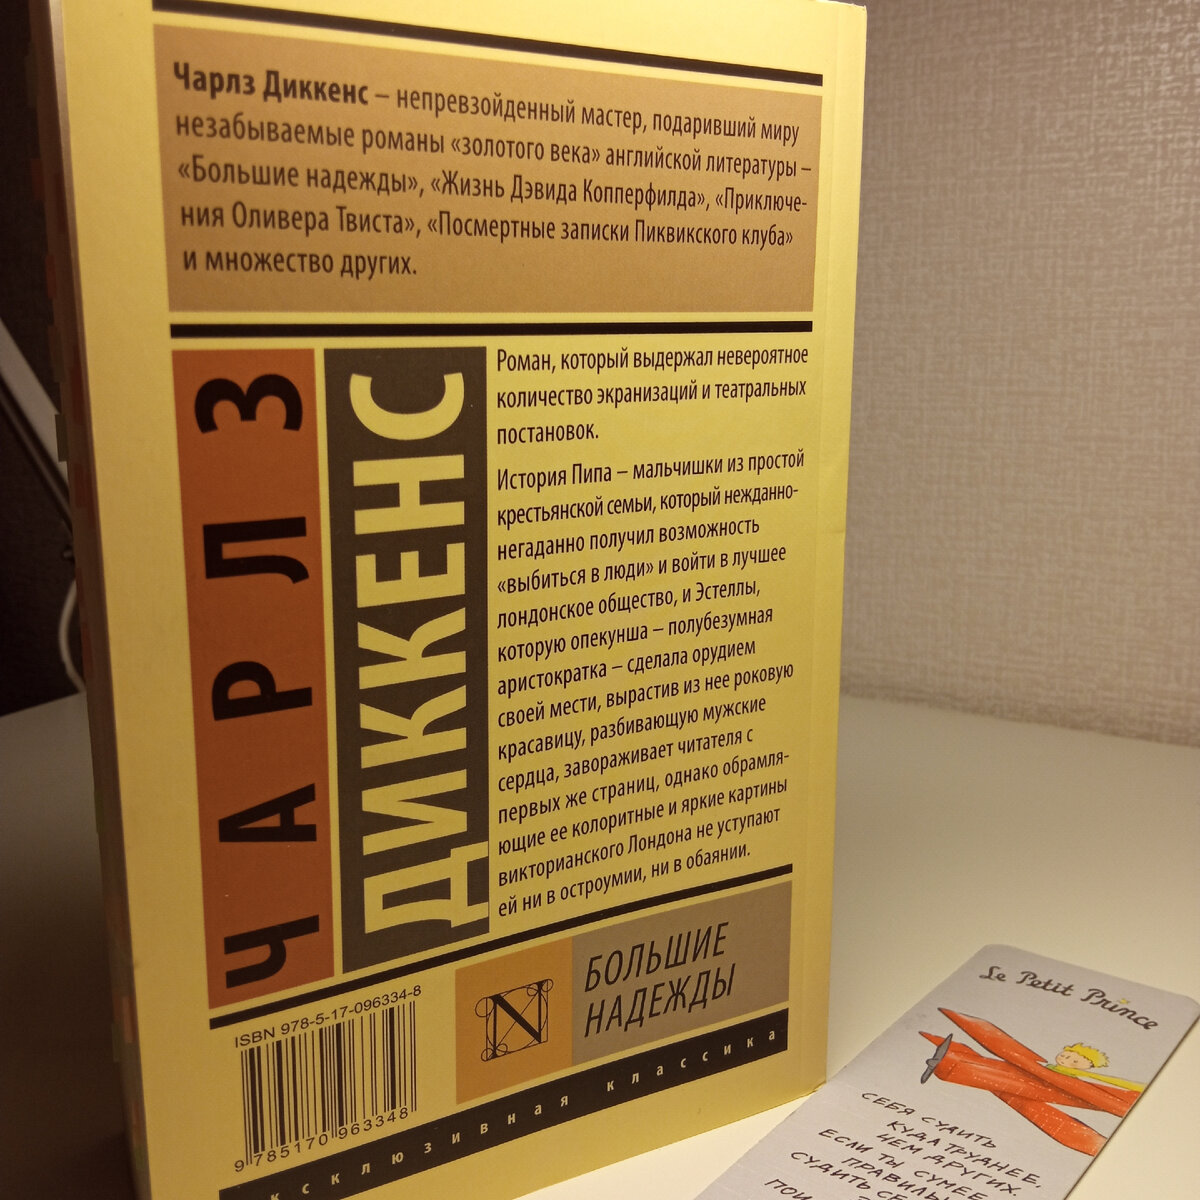 Чарлз Диккенс – непревзойденный мастер, подаривший миру
незабываемые романы «золотого века» английской литературы –
«Большие надежды», «Жизнь Дэвида Копперфилда», «Приключе-
ния Оливера Твиста», «Посмертные записки Пиквикского клуба»
и множество других.
ЧАРЛЗ
ДИККЕНС
Роман, который выдержал невероятное
количество экранизаций и театральных
постановок.
История Пипа – мальчишки из простой
крестьянской семьи, который нежданно-
негаданно получил возможность
«выбиться в люди» и войти в лучшее
лондонское общество, и Эстеллы,
которую опекунша – полубезумная
аристократка – сделала орудием
своей мести, вырастив из нее роковую
красавицу, разбивающую мужские
сердца, завораживает читателя с
первых же страниц, однако обрамля-
ющие ее колоритные и яркие картины
викторианского Лондона не уступают
ей ни в остроумии, ни в обаянии.
ISBN 978-5-17-096334-8
9 785170 963348
N
БОЛЬШИЕ
НАДЕЖДЫ
ксклюзивная классика
Le Petit Prince
СЕБЯ СУДИТЬ
КУДА ТРУДНЕЕ,
ЧЕМ ДРУГИХ
ЕСЛИ ТЫ СУМЕЕ
ПРАВИЛЬ
СУДИТЬ СЕ